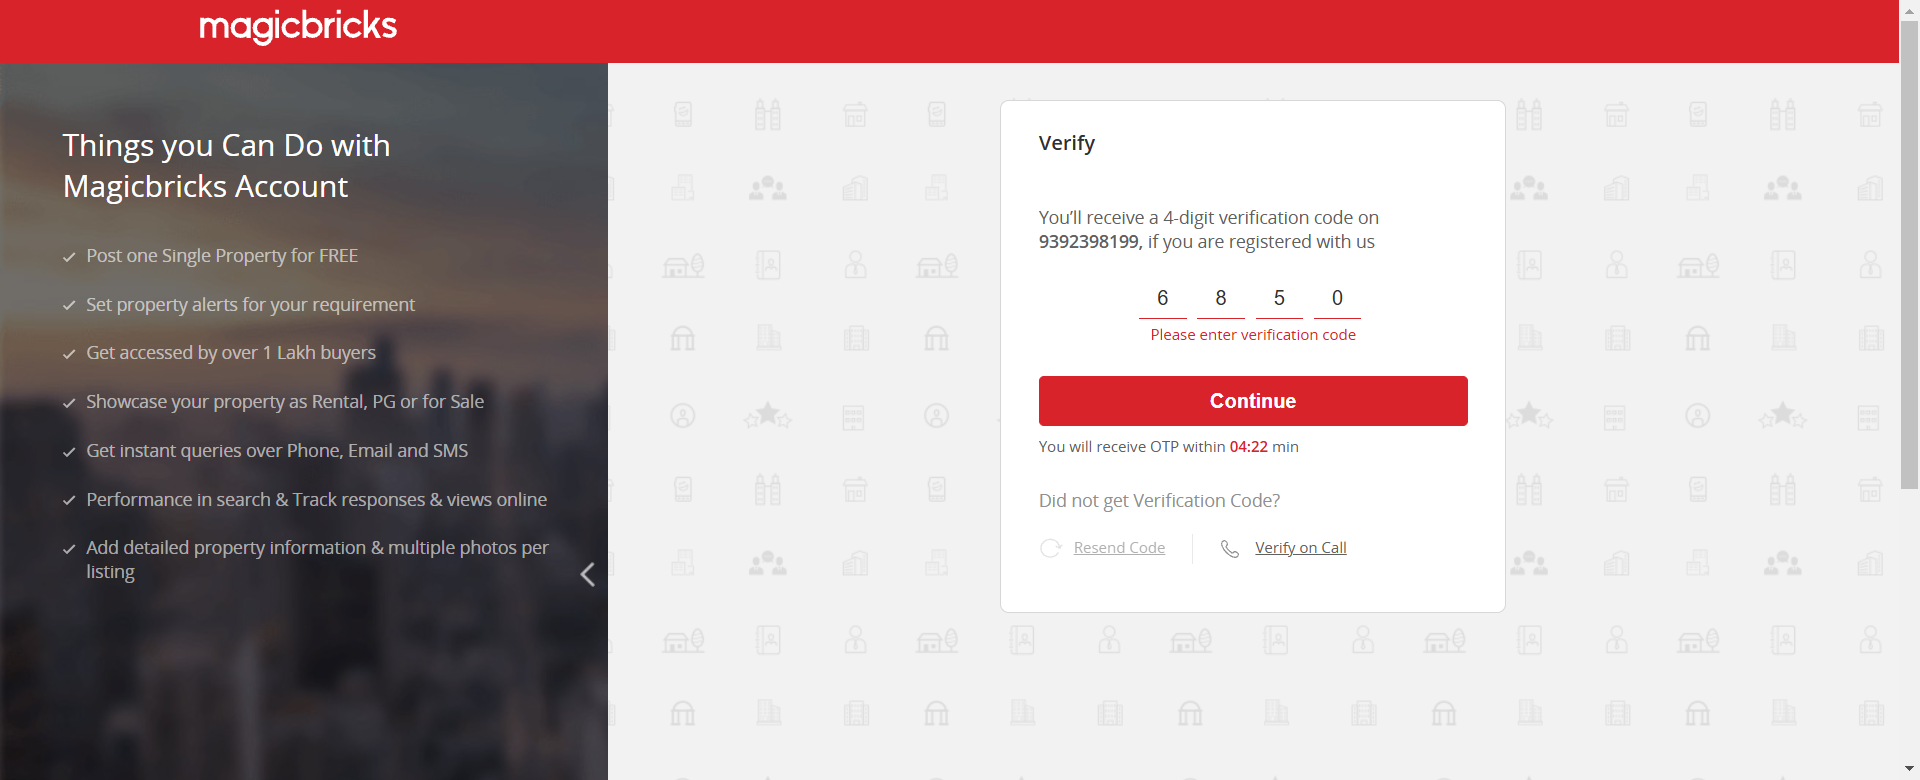 magicbricks
Things you Can Do with
Magicbricks Account
Post one Single Property for FREE
Set property alerts for your requirement
Get accessed by over 1 Lakh buyers
Showcase your property as Rental, PG or for Sale
Get instant queries over Phone, Email and SMS
Performance in search & Track responses & views online
Add detailed property information & multiple photos per
listing
Verify
You’ll receive a 4-digit verification code on
9392398199, if you are registered with us
6 8 5 0
Please enter verification code
Continue
You will receive OTP within 04:22 min
Did not get Verification Code?
Resend Code
Verify on Call